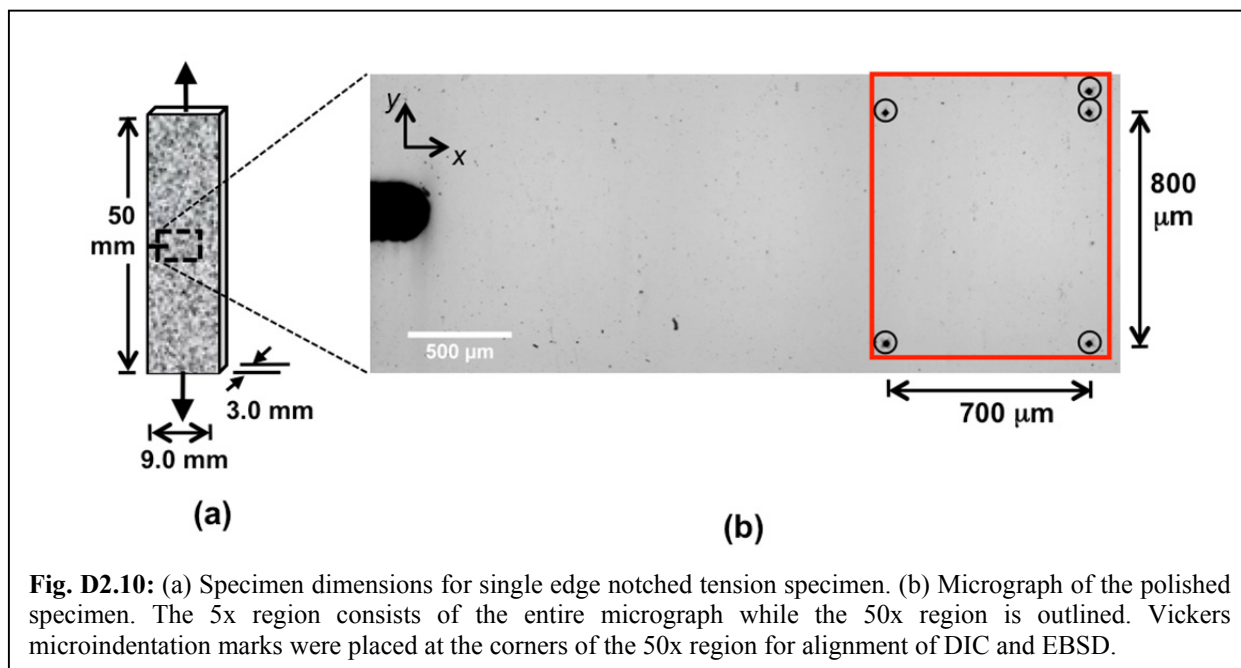 50
mm
3.0 mm
9.0 mm
(a)
y
x
500 µm
800
µm
700 µm
(b)
Fig. D2.10: (a) Specimen dimensions for single edge notched tension specimen. (b) Micrograph of the polished
specimen. The 5x region consists of the entire micrograph while the 50x region is outlined. Vickers
microindentation marks were placed at the corners of the 50x region for alignment of DIC and EBSD.